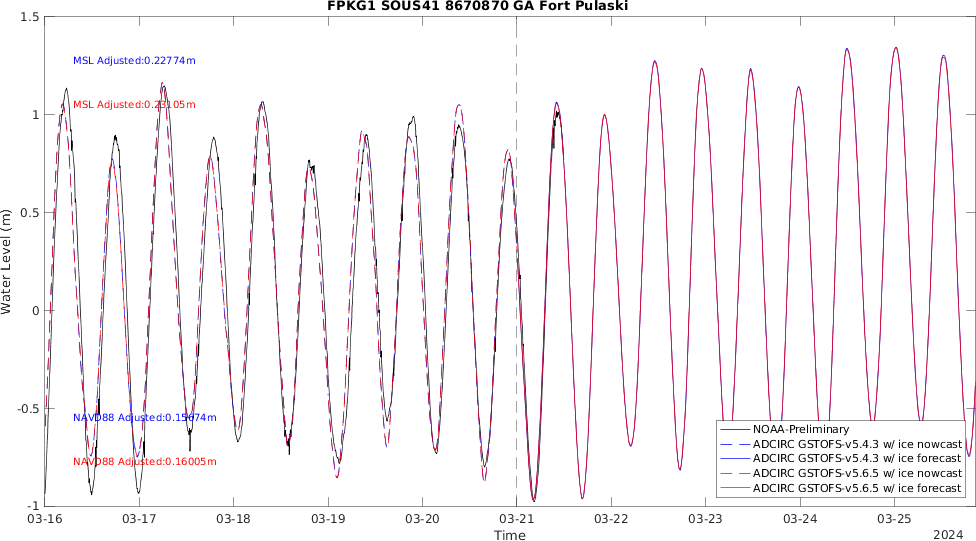 FPKG1 SOUS41 8670870 GA Fort Pulaski
1.5
1
0.5
0
-0.5
-1
Water Level (m)
MSL Adjusted:0.22774m
MSL Adjusted:0.23105m
NAVD88 Adjusted:0.15674m
NAVD88 Adjusted:0.16005m
NOAA-Preliminary
ADCIRC GSTOFS-v5.4.3 w/ ice nowcast
ADCIRC GSTOFS-v5.4.3 w/ ice forecast
ADCIRC GSTOFS-v5.6.5 w/ ice nowcast
ADCIRC GSTOFS-v5.6.5 w/ ice forecast
03-16 03-17 03-18 03-19 03-20 03-21 03-22 03-23 03-24 03-25
Time
2024